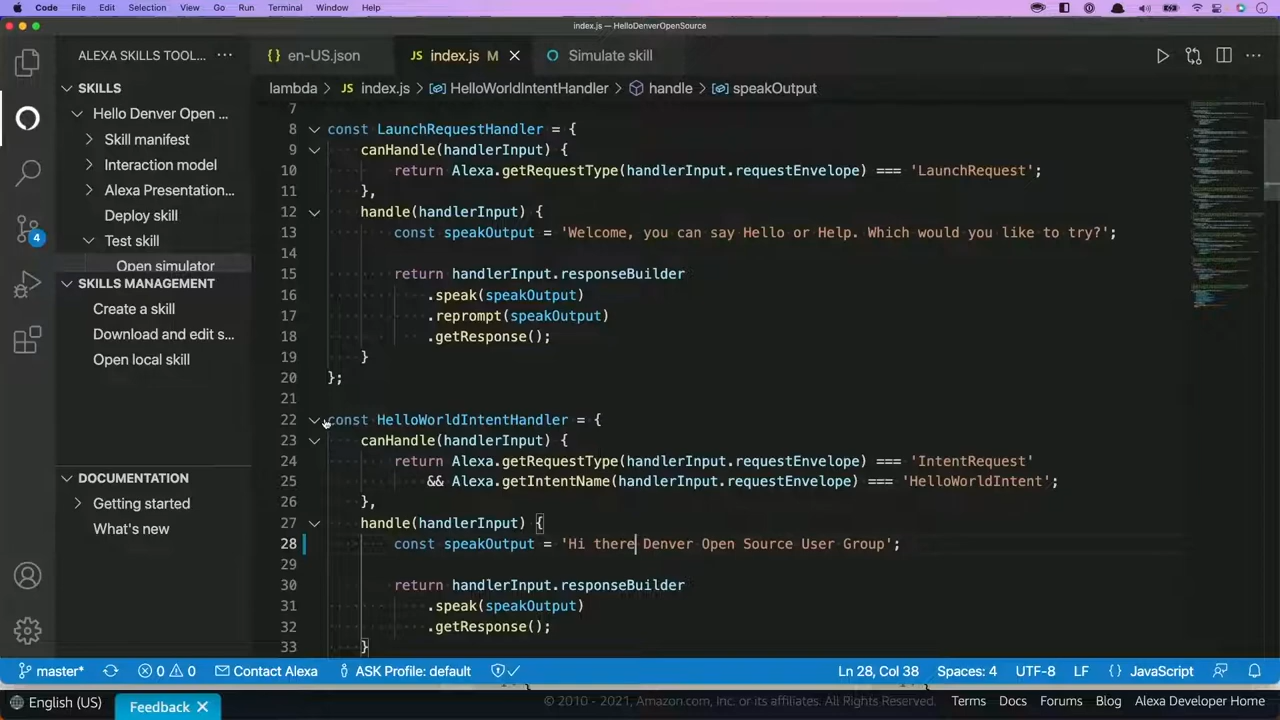 Code File Edit Selection View Go Run Terminal Window Help
index.js — HelloDenverOpenSource
ALEXA SKILLS TOOL... ···
{} en-US.json
JS index.js M
Simulate skill
SKILLS
Hello Denver Open ...
Skill manifest
Interaction model
Alexa Presentation...
Deploy skill
Test skill
Open simulator
SKILLS MANAGEMENT
Create a skill
Download and edit s...
Open local skill
DOCUMENTATION
Getting started
What's new
lambda > JS index.js > HelloWorldIntentHandler > handle > speakOutput
7
8 const LaunchRequestHandler = {
9 canHandle(handlerInput) {
10 return Alexa.getRequestType(handlerInput.requestEnvelope) === 'LaunchRequest';
11 },
12 handle(handlerInput) {
13 const speakOutput = 'Welcome, you can say Hello or Help. Which would you like to try?';
14
15 return handlerInput.responseBuilder
16 .speak(speakOutput)
17 .reprompt(speakOutput)
18 .getResponse();
19 }
20 };
21
22 const HelloWorldIntentHandler = {
23 canHandle(handlerInput) {
24 return Alexa.getRequestType(handlerInput.requestEnvelope) === 'IntentRequest'
25 && Alexa.getIntentName(handlerInput.requestEnvelope) === 'HelloWorldIntent';
26 },
27 handle(handlerInput) {
28 const speakOutput = 'Hi there Denver Open Source User Group';
29
30 return handlerInput.responseBuilder
31 .speak(speakOutput)
32 .getResponse();
33 }
4
master* 0 0 Contact Alexa ASK Profile: default Ln 28, Col 38 Spaces: 4 UTF-8 LF {} JavaScript
English (US) Feedback © 2010 - 2021, Amazon.com, Inc. or its affiliates. All Rights Reserved. Terms Docs Forums Blog Alexa Developer Home